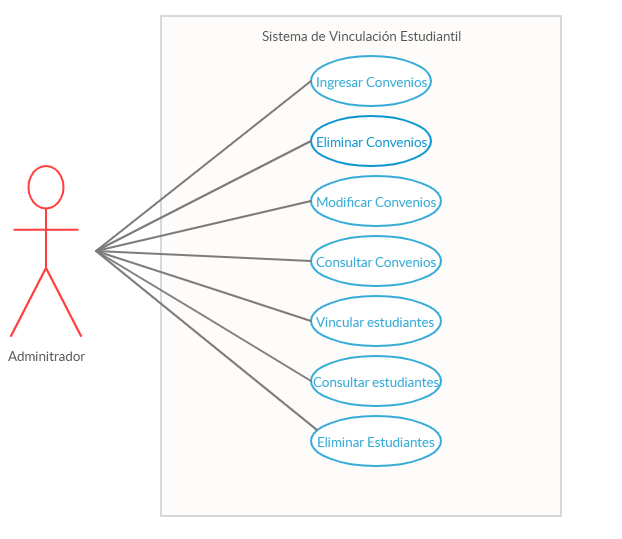 Sistema de Vinculación Estudiantil
Ingresar Convenios
Eliminar Convenios
Modificar Convenios
Consultar Convenios
Vincular estudiantes
Consultar estudiantes
Eliminar Estudiantes
Adminitrador